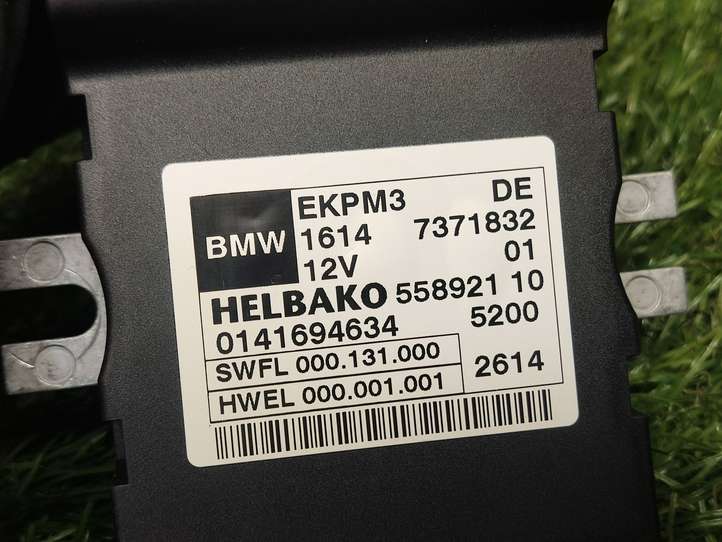 BMW EKPM3 DE
1614 7371832
12V 01
HELBAKO 558921 10
0141694634 5200
SWFL 000.131.000
HWEL 000.001.001 2614